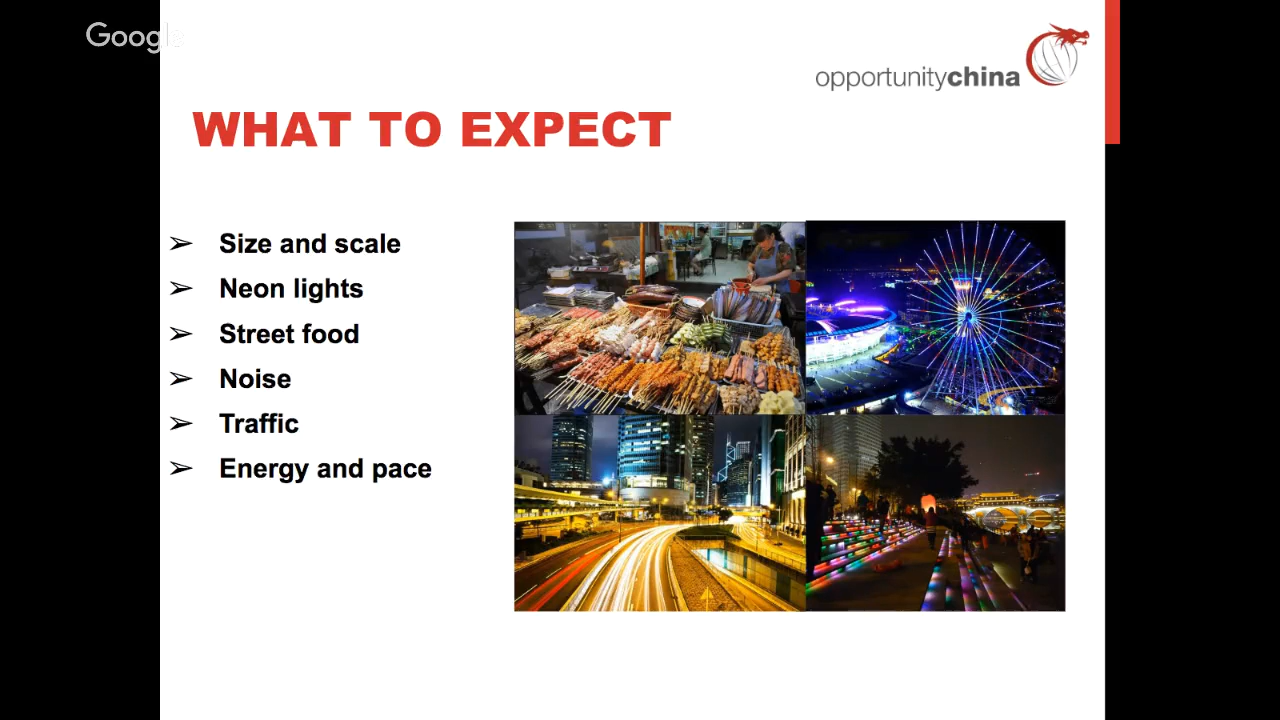 Google
opportunitychina
WHAT TO EXPECT
➢ Size and scale
➢ Neon lights
➢ Street food
➢ Noise
➢ Traffic
➢ Energy and pace